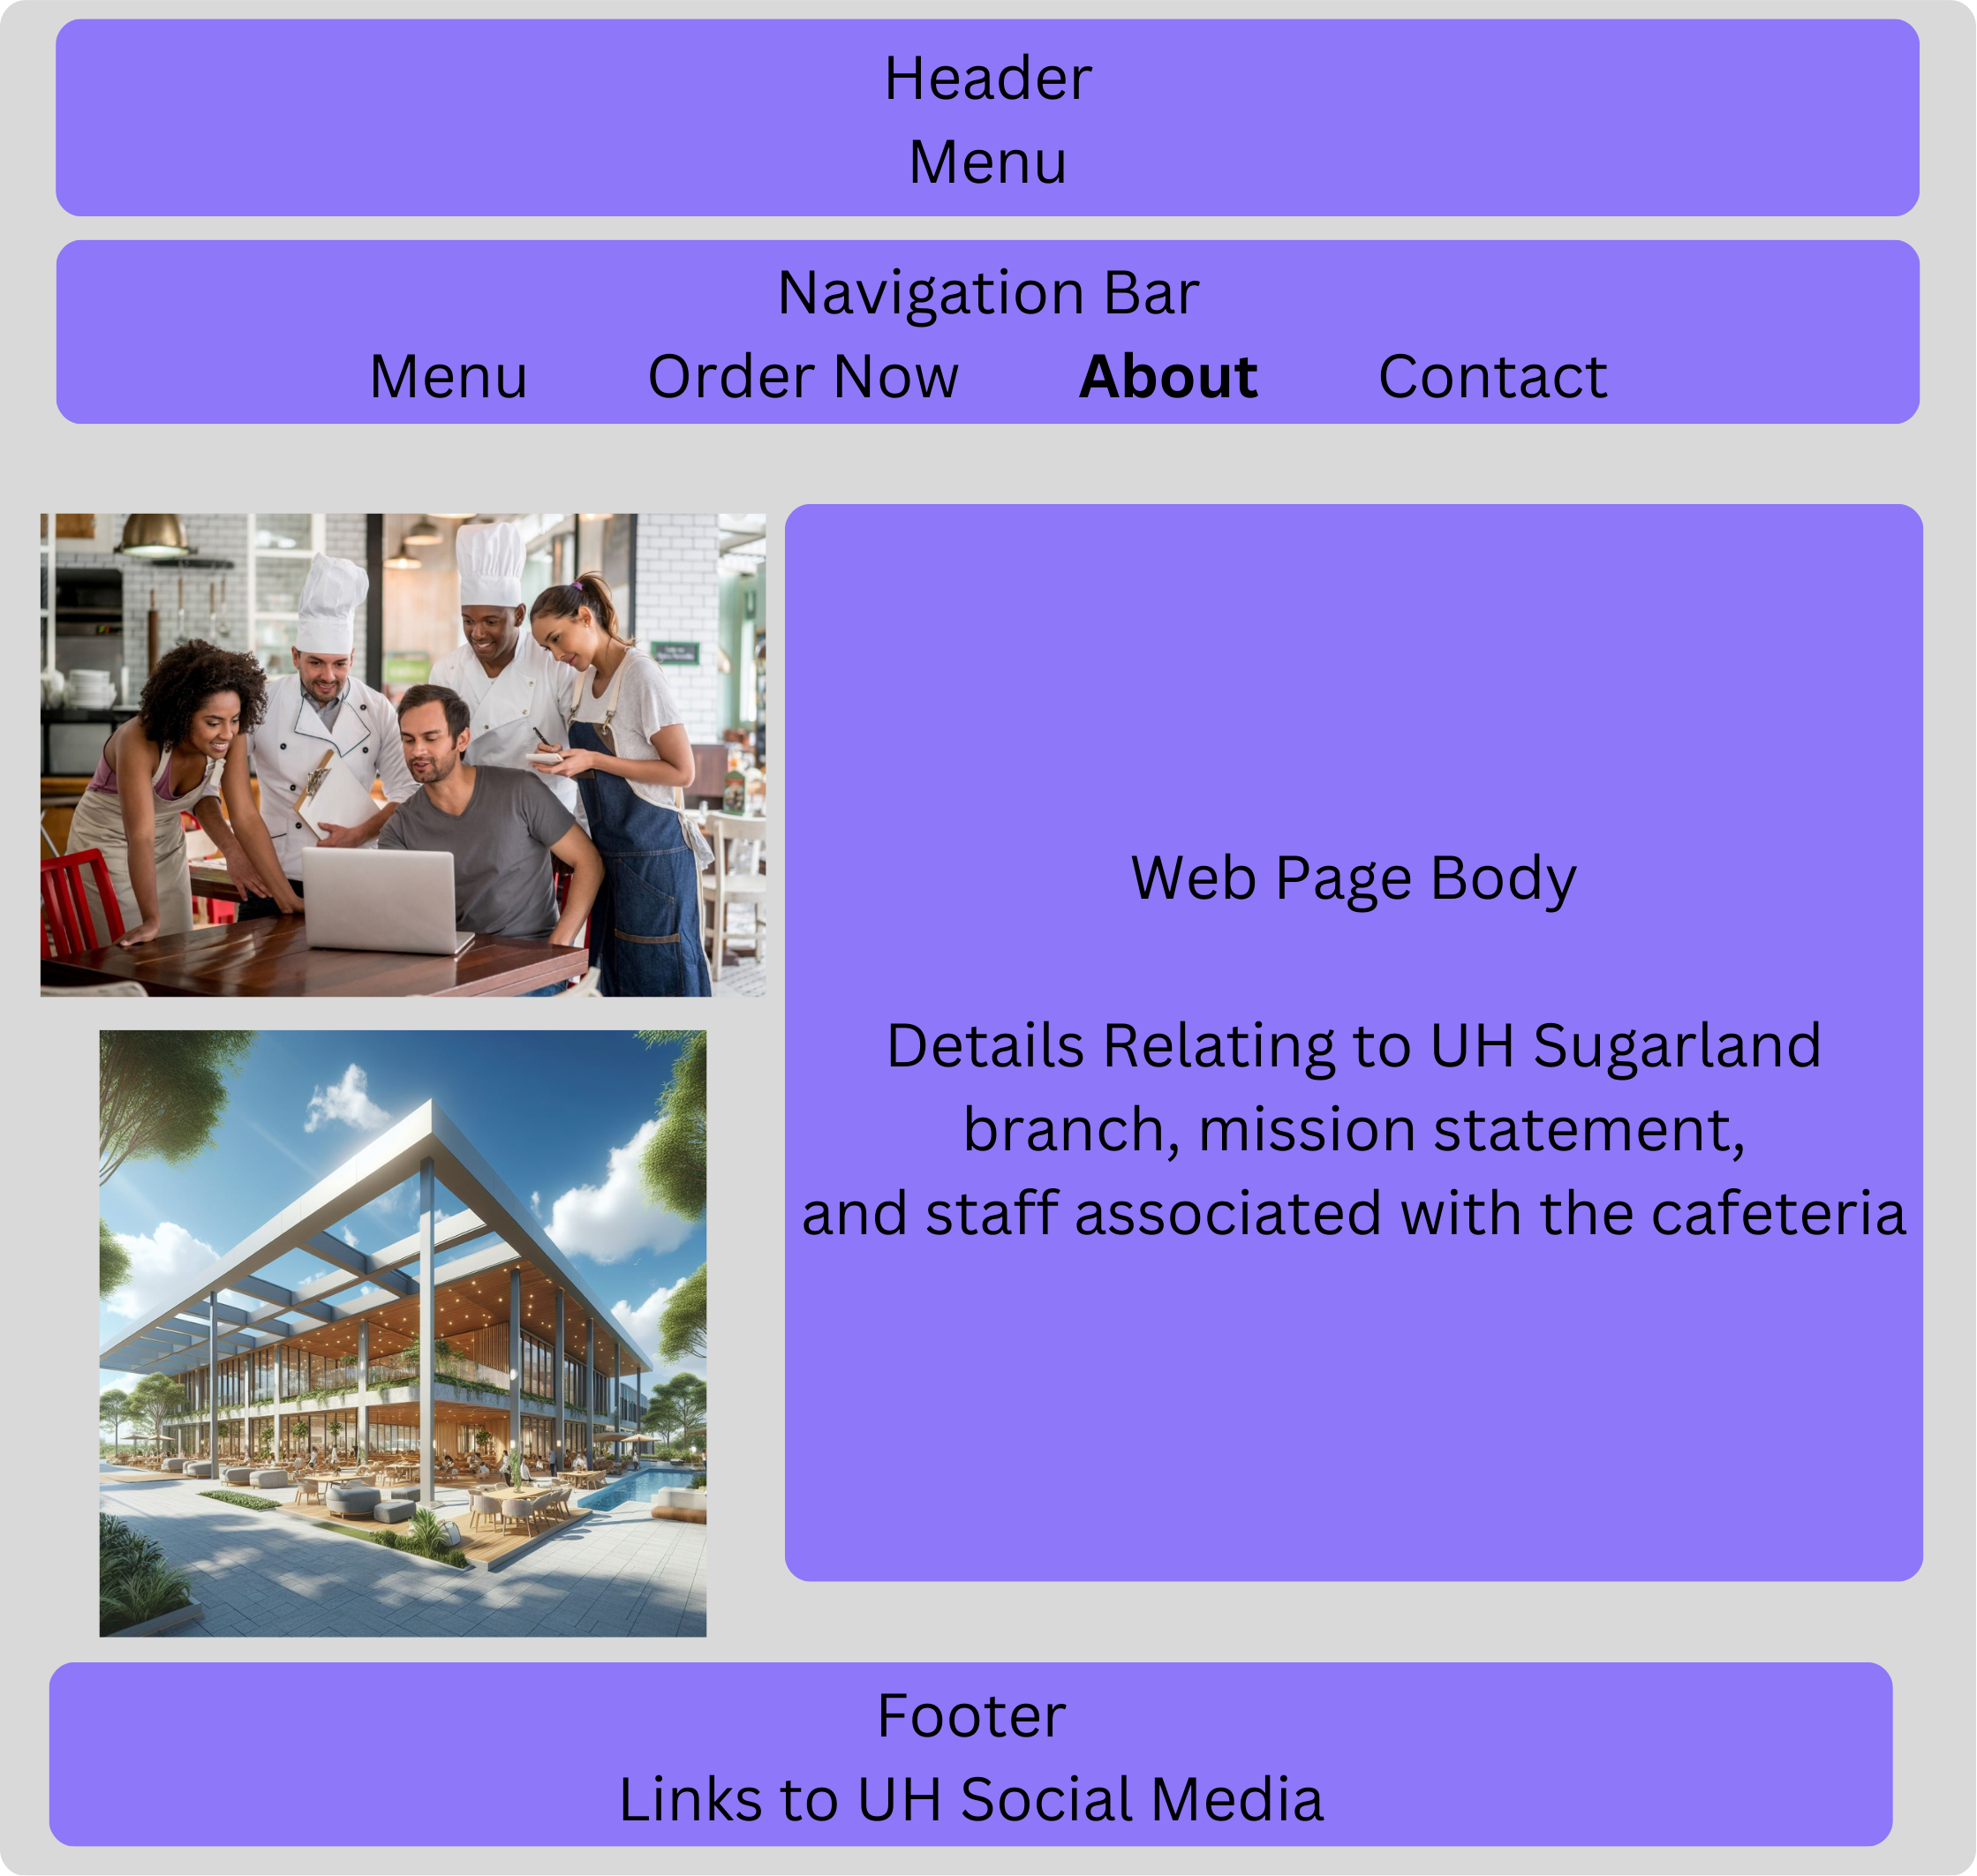 Header
Menu
Navigation Bar
Menu Order Now About Contact
Web Page Body
Details Relating to UH Sugarland
branch, mission statement,
and staff associated with the cafeteria
Footer
Links to UH Social Media